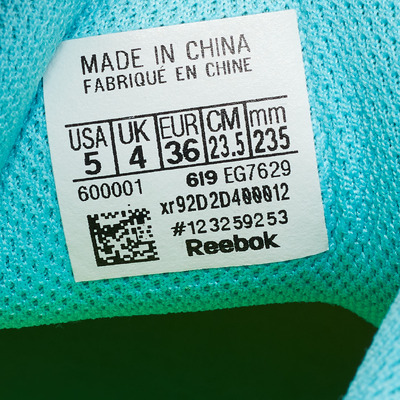 MADE IN CHINA
FABRIQUÉ EN CHINE
USA UK EUR CM mm
5 4 36 23.5 235
600001 619 EG7629
xr92D2D400012
#123259253
Reebok